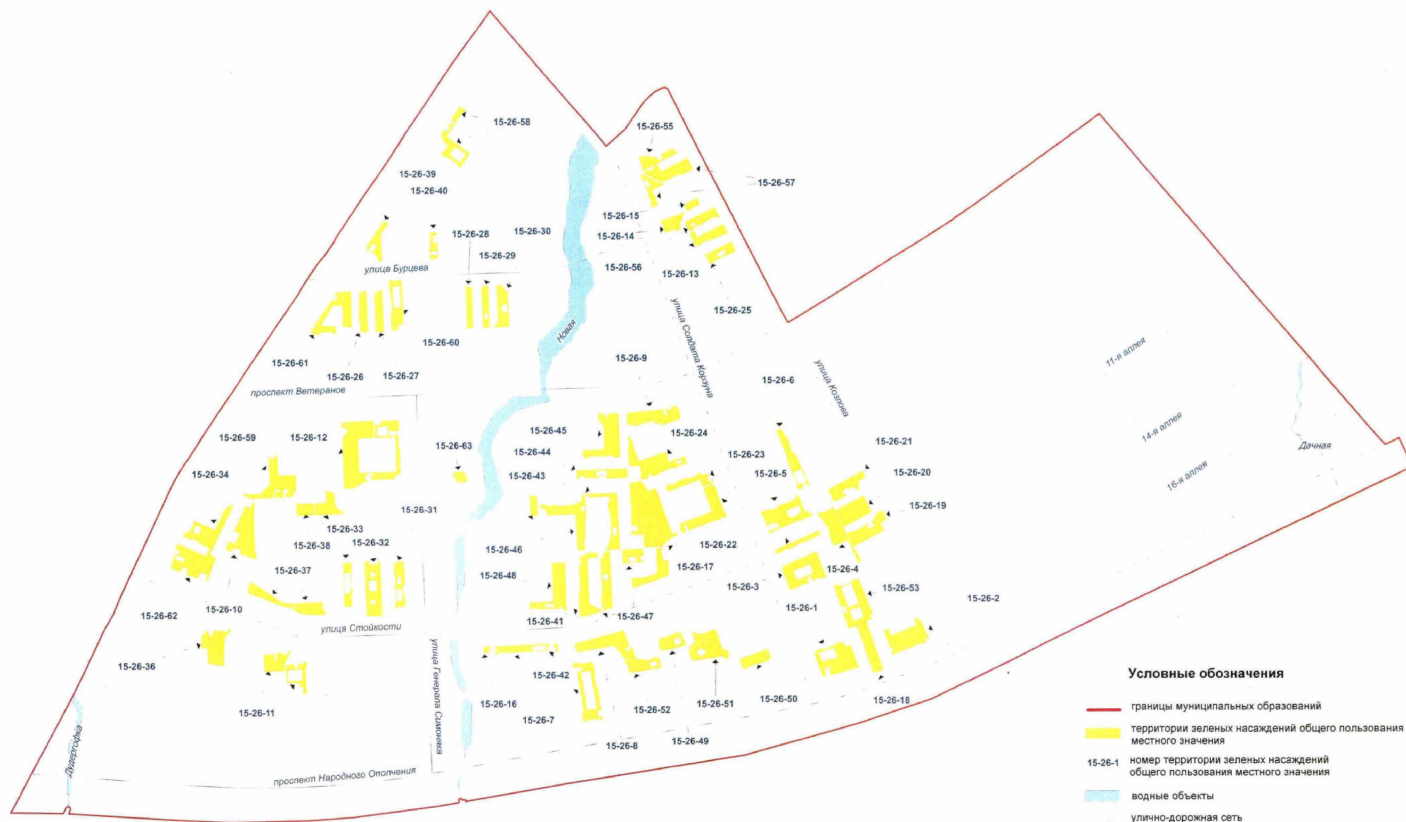 15-26-58
15-26-55
15-26-39
15-26-40
15-26-57
15-26-28
15-26-30
15-26-15
15-26-14
15-26-29
15-26-56
15-26-13
улица Бурцева
15-26-25
Новая
улица Солдата Корзуна
15-26-60
15-26-61
15-26-26
15-26-27
15-26-9
11-я аллея
проспект Ветеранов
15-26-6
улица Козлова
15-26-59
15-26-12
15-26-63
15-26-45
15-26-24
15-26-21
14-я аллея
Дачная
15-26-44
15-26-23
15-26-34
15-26-43
15-26-5
15-26-20
16-я аллея
15-26-31
15-26-19
15-26-33
15-26-38
15-26-32
15-26-46
15-26-22
15-26-37
15-26-48
15-26-17
15-26-3
15-26-4
15-26-53
15-26-2
15-26-62
15-26-10
15-26-41
15-26-47
15-26-1
улица Стойкости
улица Генерала Симоняка
15-26-36
15-26-42
15-26-11
15-26-16
15-26-7
15-26-52
15-26-51
15-26-50
15-26-18
15-26-8
15-26-49
Дудергофка
проспект Народного Ополчения
Условные обозначения
границы муниципальных образований
территории зеленых насаждений общего пользования
местного значения
15-26-1
номер территории зеленых насаждений
общего пользования местного значения
водные объекты
улично-дорожная сеть